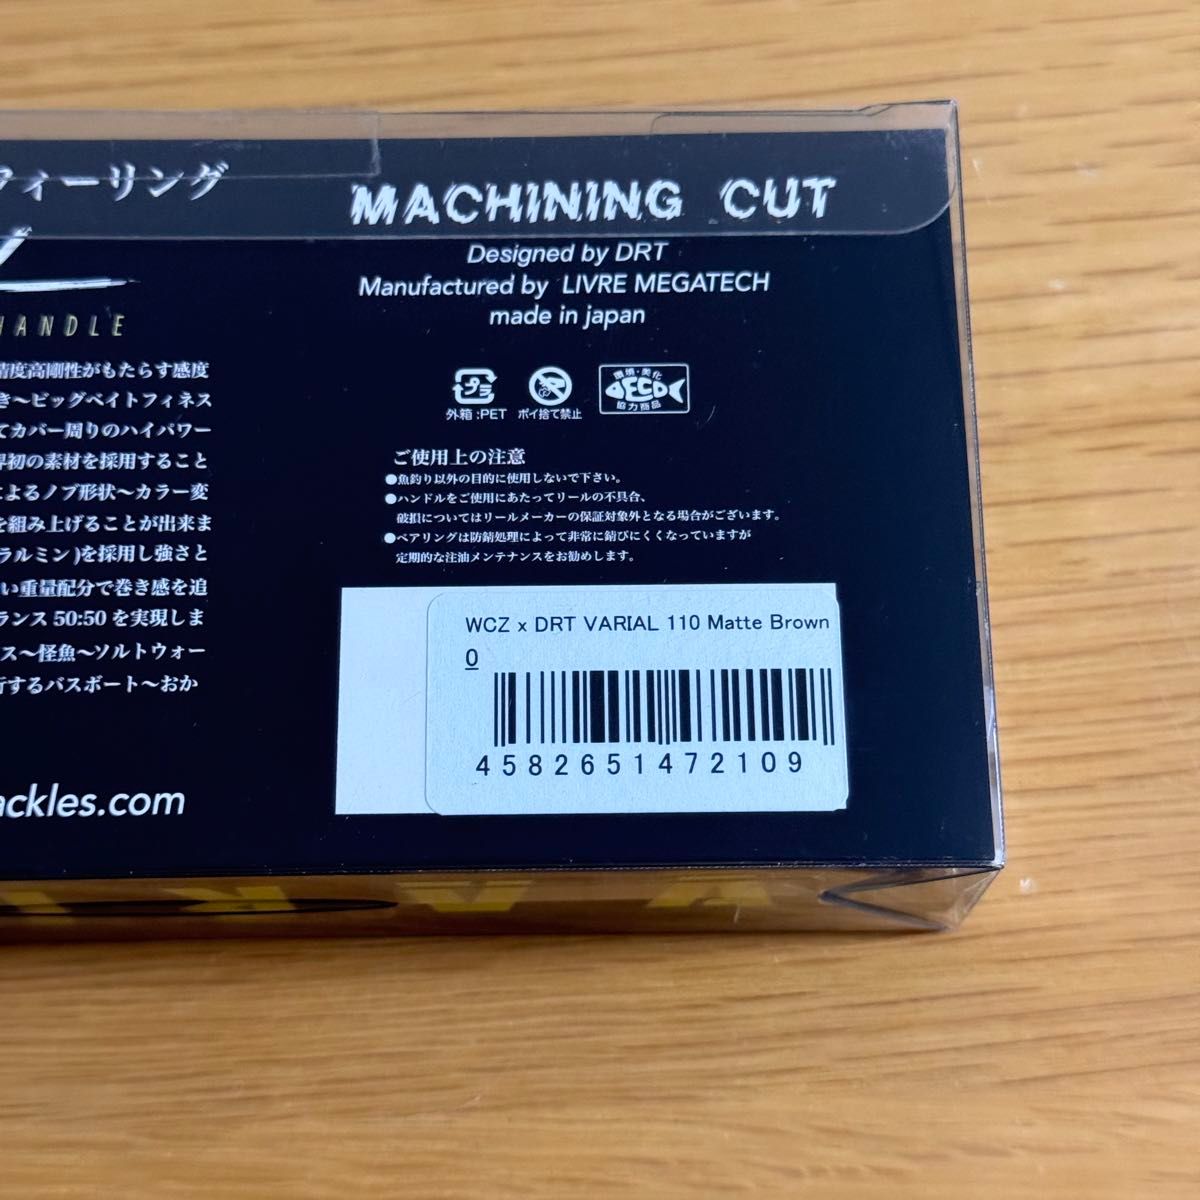 フィーリング
HANDLE
精度高剛性がもたらす感度
き～ビッグベイトフィネス
てカバー周りのハイパワー
界初の素材を採用すること
によるノブ形状～カラー変
を組み上げることが出来ま
ラルミン)を採用し強さと
い重量配分で巻き感を追
ランス 50:50 を実現しま
ス～怪魚～ソルトウォー
行するバスボート～おか
ackles.com
MACHINING CUT
Designed by DRT
Manufactured by LIVRE MEGATECH
made in japan
プラ
外箱:PET
ポイ捨て禁止
環境・美化
ECO
協力商品
ご使用上の注意
●魚釣り以外の目的に使用しないで下さい。
●ハンドルをご使用にあたってリールの不具合、
破損についてはリールメーカーの保証対象外となる場合がございます。
●ベアリングは防錆処理によって非常に錆びにくくなっていますが
定期的な注油メンテナンスをお勧めします。
WCZ x DRT VARIAL 110 Matte Brown
0
4582651472109
VARI